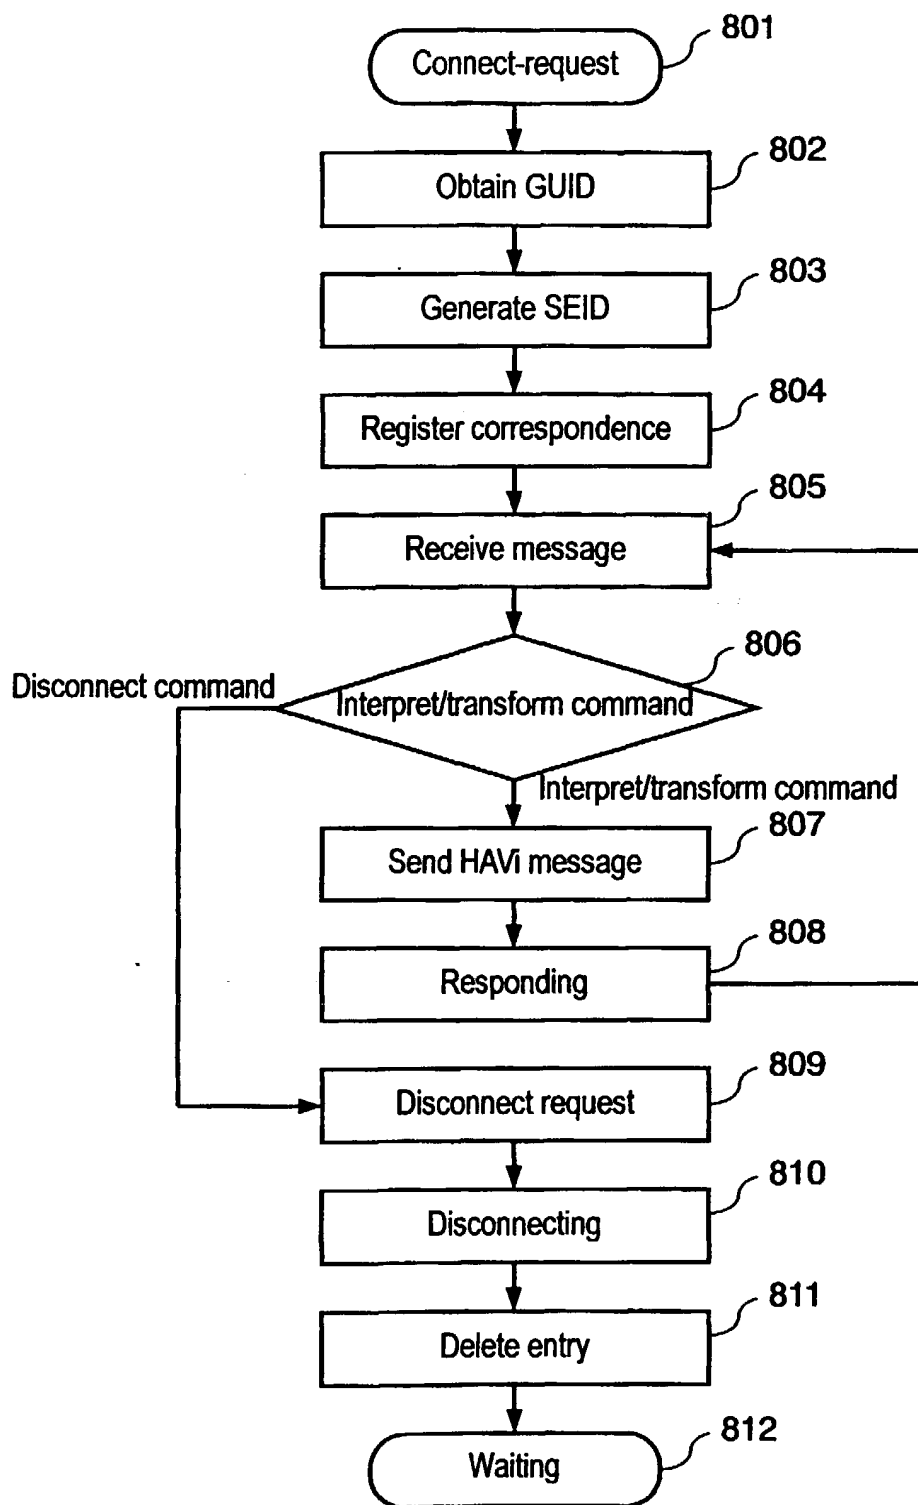 801
Connect-request
802
Obtain GUID
803
Generate SEID
804
Register correspondence
805
Receive message
806
Disconnect command
Interpret/transform command
Interpret/transform command
807
Send HAVi message
808
Responding
809
Disconnect request
810
Disconnecting
811
Delete entry
812
Waiting